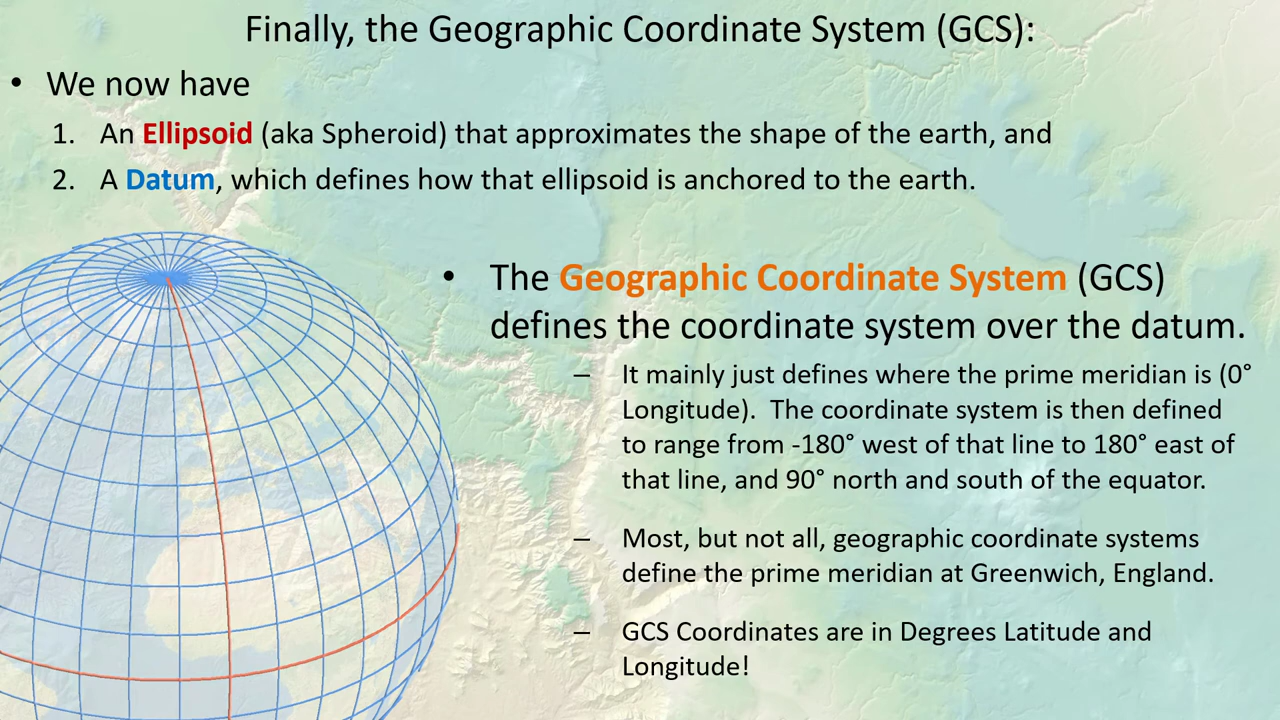 Finally, the Geographic Coordinate System (GCS):
• We now have
1. An Ellipsoid (aka Spheroid) that approximates the shape of the earth, and
2. A Datum, which defines how that ellipsoid is anchored to the earth.
• The Geographic Coordinate System (GCS)
defines the coordinate system over the datum.
– It mainly just defines where the prime meridian is (0°
Longitude).  The coordinate system is then defined
to range from -180° west of that line to 180° east of
that line, and 90° north and south of the equator.
– Most, but not all, geographic coordinate systems
define the prime meridian at Greenwich, England.
– GCS Coordinates are in Degrees Latitude and
Longitude!